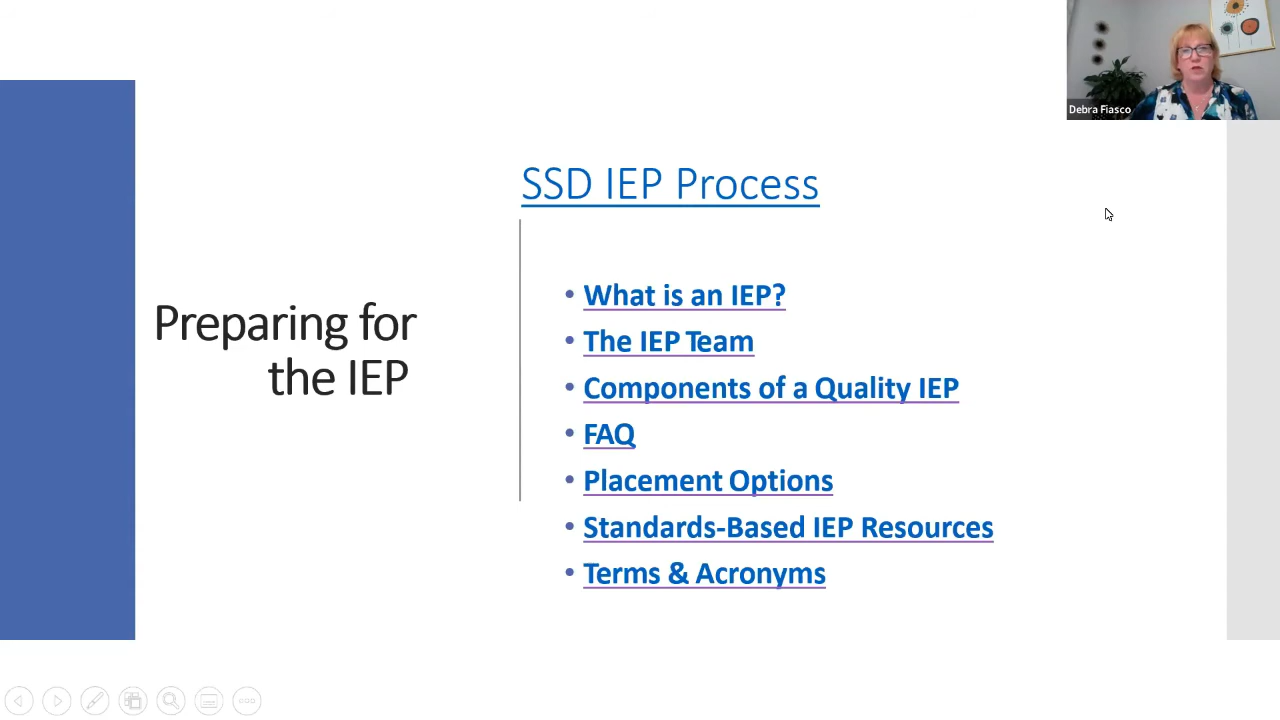 Debra Fiasco
SSD IEP Process
Preparing for
the IEP
• What is an IEP?
• The IEP Team
• Components of a Quality IEP
• FAQ
• Placement Options
• Standards-Based IEP Resources
• Terms & Acronyms